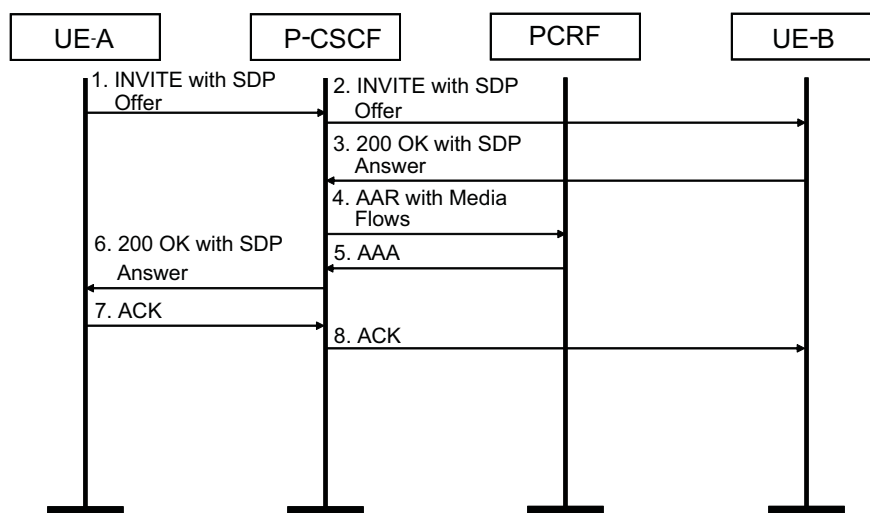 UE-A
P-CSCF
PCRF
UE-B
1. INVITE with SDP
Offer
2. INVITE with SDP
Offer
3. 200 OK with SDP
Answer
4. AAR with Media
Flows
5. AAA
6. 200 OK with SDP
Answer
7. ACK
8. ACK